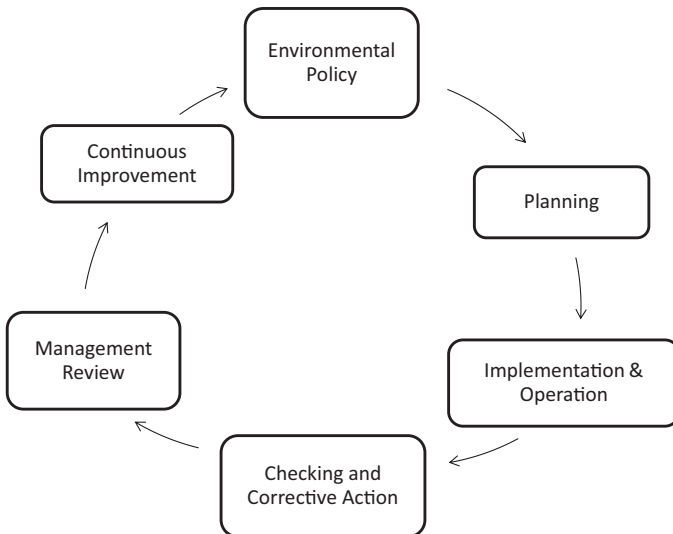 Environmental
Policy
Planning
Implementation &
Operation
Checking and
Corrective Action
Management
Review
Continuous
Improvement